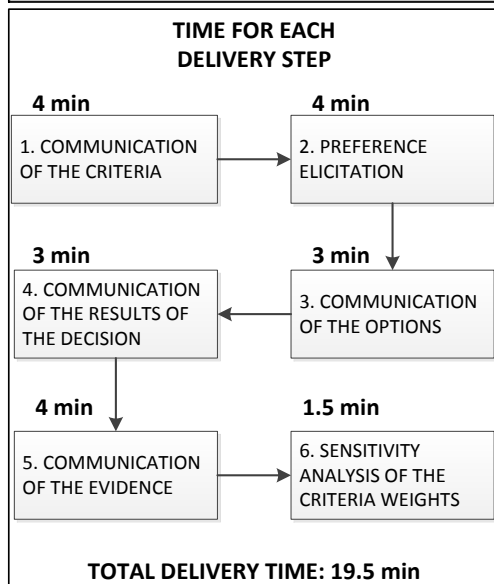 TIME FOR EACH
DELIVERY STEP
4 min
1. COMMUNICATION
OF THE CRITERIA
4 min
2. PREFERENCE
ELICITATION
3 min
3. COMMUNICATION
OF THE OPTIONS
3 min
4. COMMUNICATION
OF THE RESULTS OF
THE DECISION
4 min
5. COMMUNICATION
OF THE EVIDENCE
1.5 min
6. SENSITIVITY
ANALYSIS OF THE
CRITERIA WEIGHTS
TOTAL DELIVERY TIME: 19.5 min